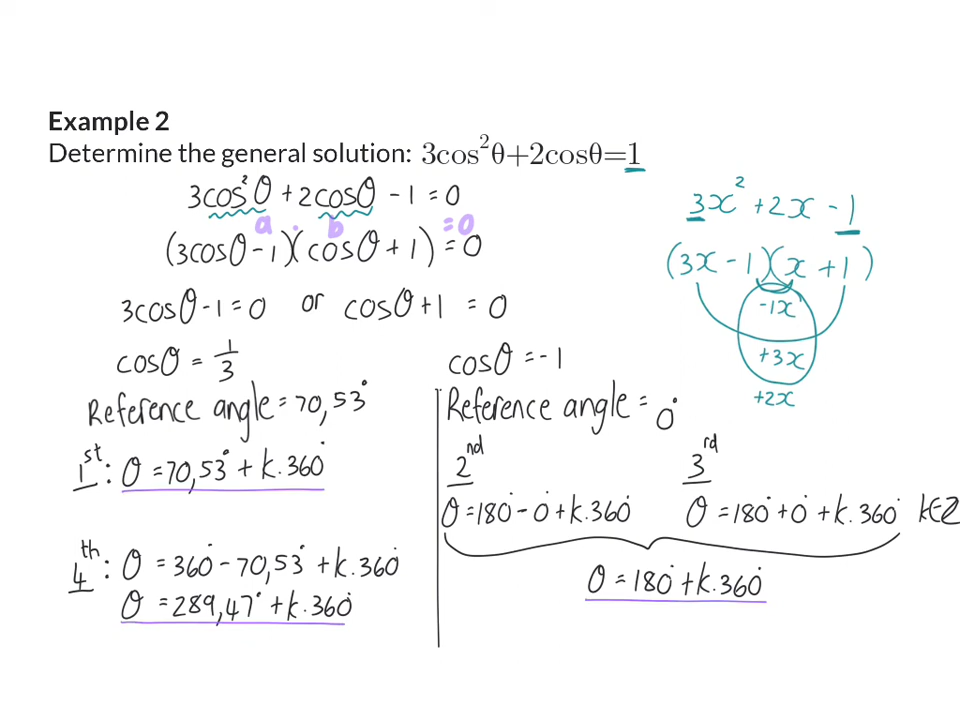 Example 2
Determine the general solution: 3cos²θ+2cosθ=1
3cos²θ + 2cosθ - 1 = 0
a . b = 0
(3cosθ - 1)(cosθ + 1) = 0
3cosθ - 1 = 0 or cosθ + 1 = 0
cosθ = 1/3
Reference angle = 70,53°
1st: θ = 70,53° + k.360°
4th: θ = 360° - 70,53° + k.360°
θ = 289,47° + k.360°
cosθ = -1
Reference angle = 0°
2nd
θ = 180° - 0° + k.360°
3rd
θ = 180° + 0° + k.360° k∈Z
θ = 180° + k.360°
3x² + 2x - 1
(3x - 1)(x + 1)
-1x
+3x
+2x